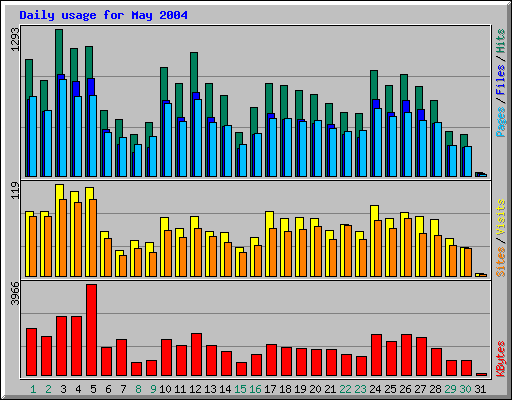 Daily usage for May 2004
1293
Pages / Files / Hits
119
Sites / Visits
3966
KBytes
1 2 3 4 5 6 7 8 9 10 11 12 13 14 15 16 17 18 19 20 21 22 23 24 25 26 27 28 29 30 31